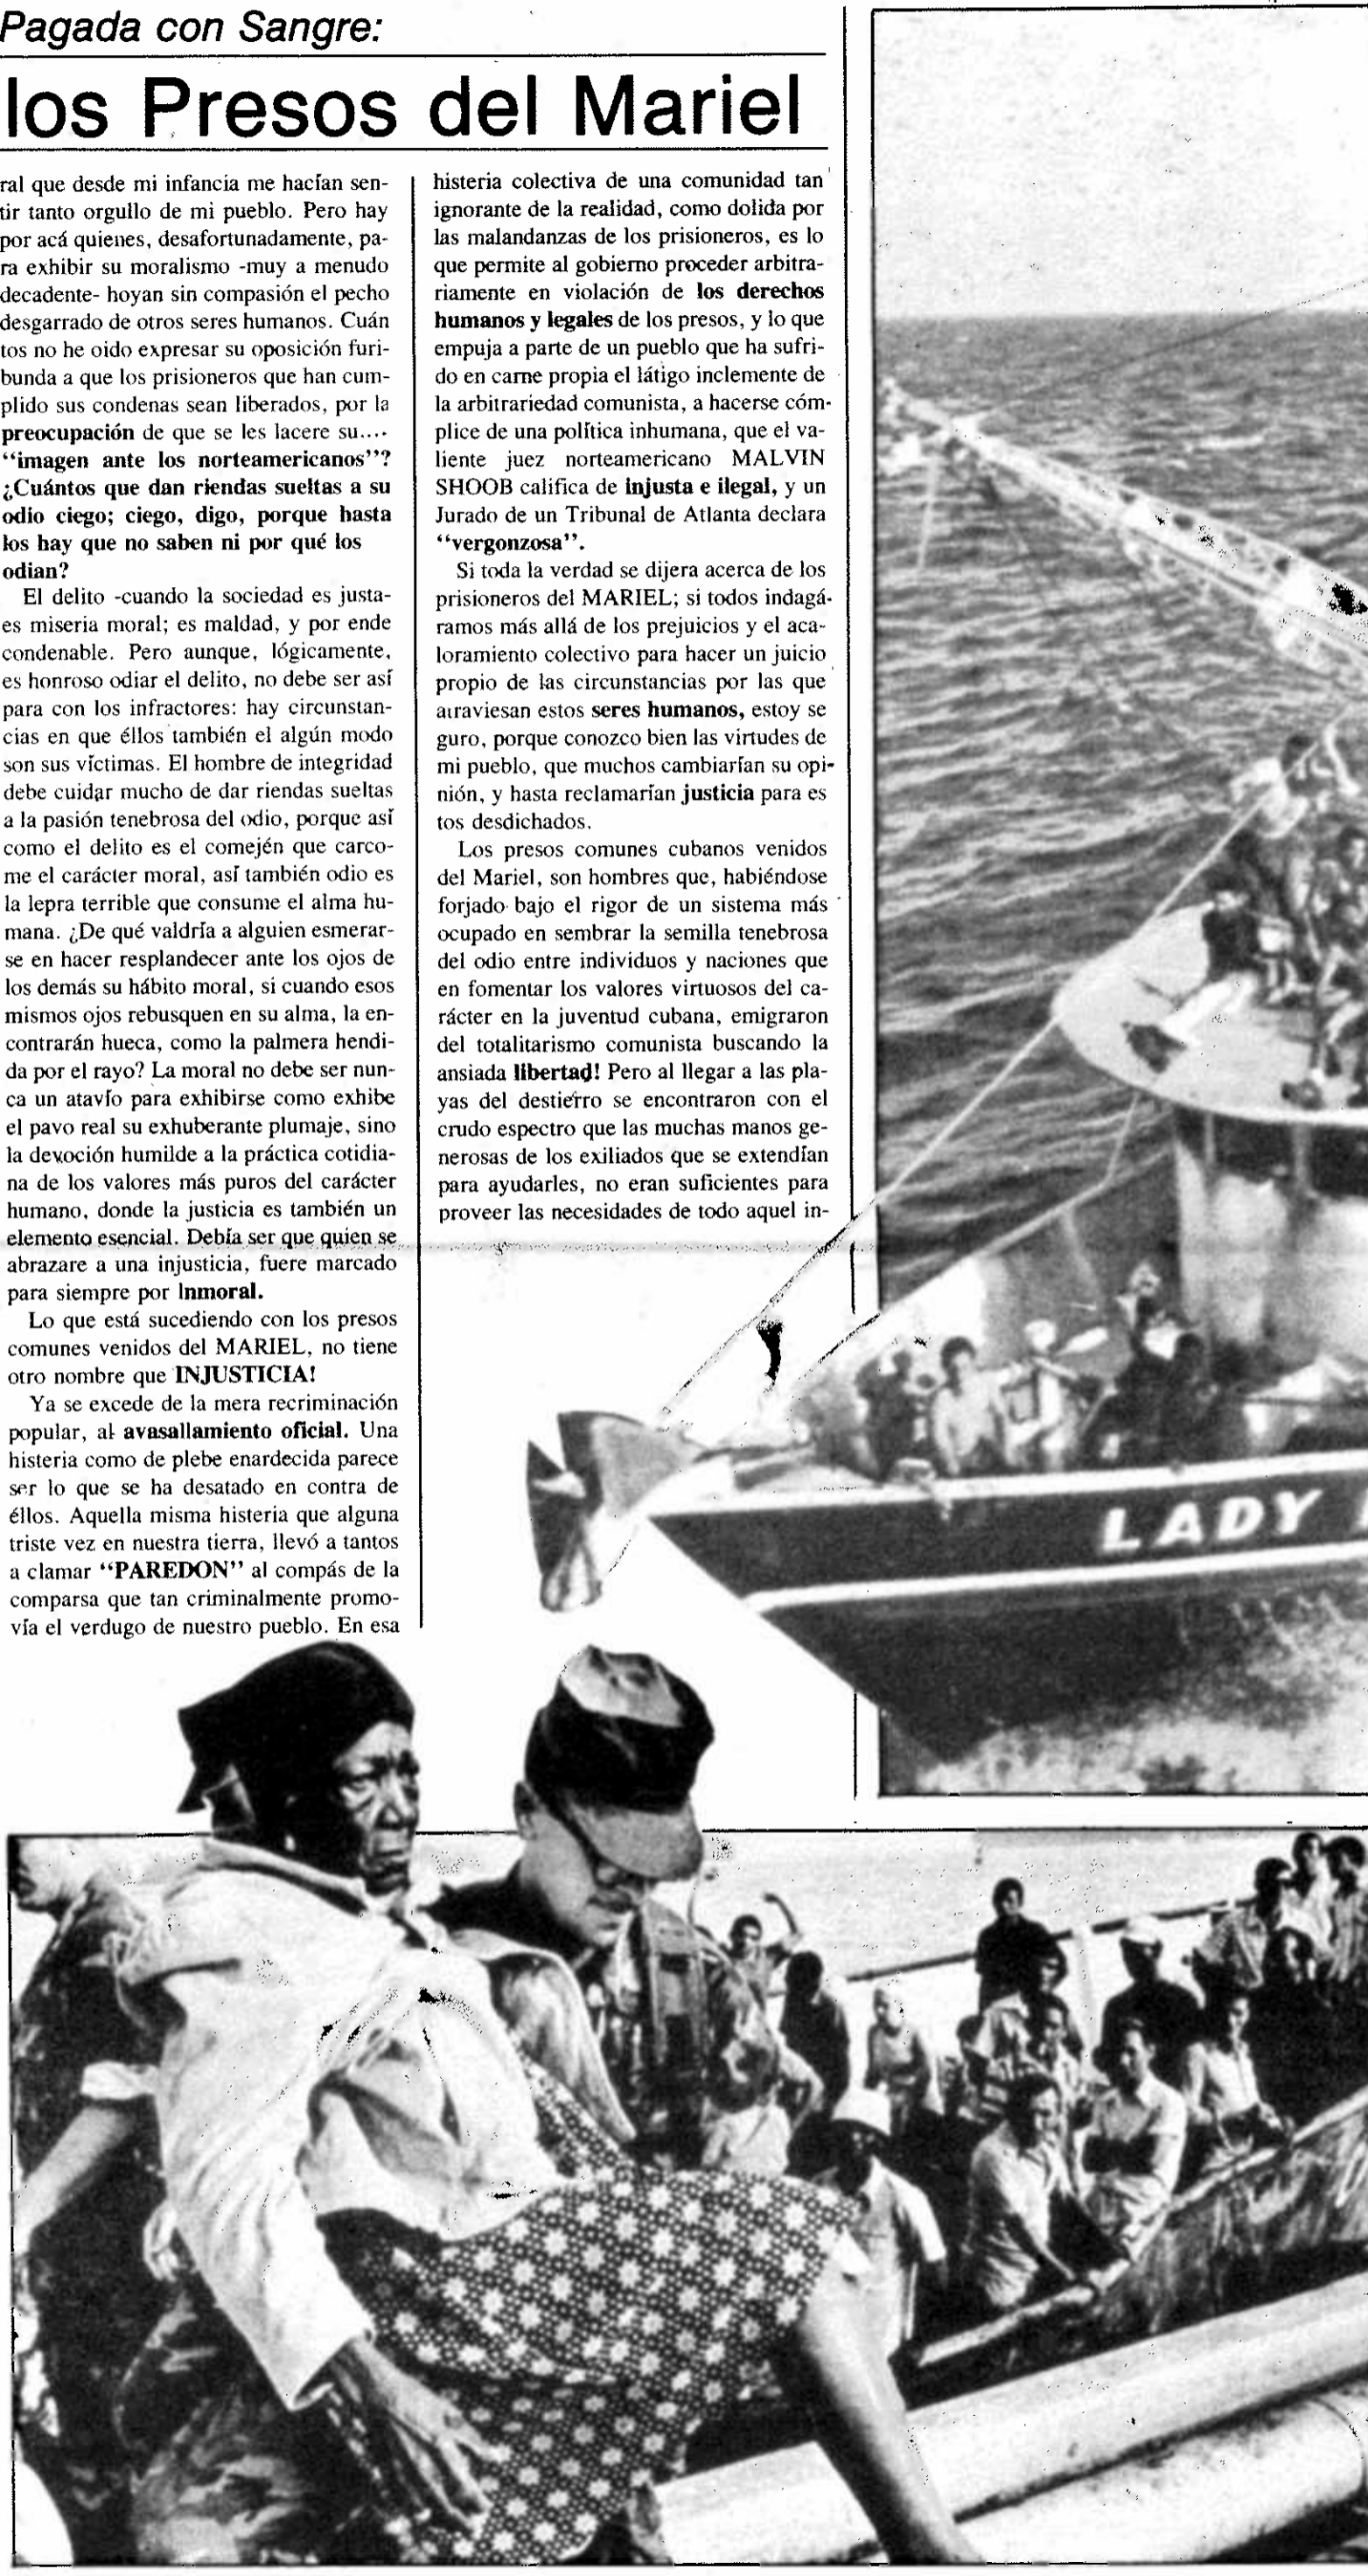 Pagada con Sangre:
los Presos del Mariel
ral que desde mi infancia me hacían sen-
tir tanto orgullo de mi pueblo. Pero hay
por acá quienes, desafortunadamente, pa-
ra exhibir su moralismo -muy a menudo
decadente- hoyan sin compasión el pecho
desgarrado de otros seres humanos. Cuán
tos no he oido expresar su oposición furi-
bunda a que los prisioneros que han cum-
plido sus condenas sean liberados, por la
preocupación de que se les lacere su....
“imagen ante los norteamericanos”?
¿Cuántos que dan riendas sueltas a su
odio ciego; ciego, digo, porque hasta
los hay que no saben ni por qué los
odian?
El delito -cuando la sociedad es justa-
es miseria moral; es maldad, y por ende
condenable. Pero aunque, lógicamente,
es honroso odiar el delito, no debe ser así
para con los infractores: hay circunstan-
cias en que éllos también el algún modo
son sus víctimas. El hombre de integridad
debe cuidar mucho de dar riendas sueltas
a la pasión tenebrosa del odio, porque así
como el delito es el comején que carco-
me el carácter moral, así también odio es
la lepra terrible que consume el alma hu-
mana. ¿De qué valdría a alguien esmerar-
se en hacer resplandecer ante los ojos de
los demás su hábito moral, si cuando esos
mismos ojos rebusquen en su alma, la en-
contrarán hueca, como la palmera hendi-
da por el rayo? La moral no debe ser nun-
ca un atavío para exhibirse como exhibe
el pavo real su exhuberante plumaje, sino
la devoción humilde a la práctica cotidia-
na de los valores más puros del carácter
humano, donde la justicia es también un
elemento esencial. Debía ser que quien se
abrazare a una injusticia, fuere marcado
para siempre por Inmoral.
Lo que está sucediendo con los presos
comunes venidos del MARIEL, no tiene
otro nombre que INJUSTICIA!
Ya se excede de la mera recriminación
popular, al avasallamiento oficial. Una
histeria como de plebe enardecida parece
ser lo que se ha desatado en contra de
éllos. Aquella misma histeria que alguna
triste vez en nuestra tierra, llevó a tantos
a clamar “PAREDON” al compás de la
comparsa que tan criminalmente promo-
vía el verdugo de nuestro pueblo. En esa
histeria colectiva de una comunidad tan
ignorante de la realidad, como dolida por
las malandanzas de los prisioneros, es lo
que permite al gobierno proceder arbitra-
riamente en violación de los derechos
humanos y legales de los presos, y lo que
empuja a parte de un pueblo que ha sufri-
do en carne propia el látigo inclemente de
la arbitrariedad comunista, a hacerse cóm-
plice de una política inhumana, que el va-
liente juez norteamericano MALVIN
SHOOB califica de injusta e ilegal, y un
Jurado de un Tribunal de Atlanta declara
“vergonzosa”.
Si toda la verdad se dijera acerca de los
prisioneros del MARIEL; si todos indagá-
ramos más allá de los prejuicios y el aca-
loramiento colectivo para hacer un juicio
propio de las circunstancias por las que
atraviesan estos seres humanos, estoy se
guro, porque conozco bien las virtudes de
mi pueblo, que muchos cambiarían su opi-
nión, y hasta reclamarían justicia para es
tos desdichados.
Los presos comunes cubanos venidos
del Mariel, son hombres que, habiéndose
forjado bajo el rigor de un sistema más
ocupado en sembrar la semilla tenebrosa
del odio entre individuos y naciones que
en fomentar los valores virtuosos del ca-
rácter en la juventud cubana, emigraron
del totalitarismo comunista buscando la
ansiada libertad! Pero al llegar a las pla-
yas del destierro se encontraron con el
crudo espectro que las muchas manos ge-
nerosas de los exiliados que se extendían
para ayudarles, no eran suficientes para
proveer las necesidades de todo aquel in-
LADY